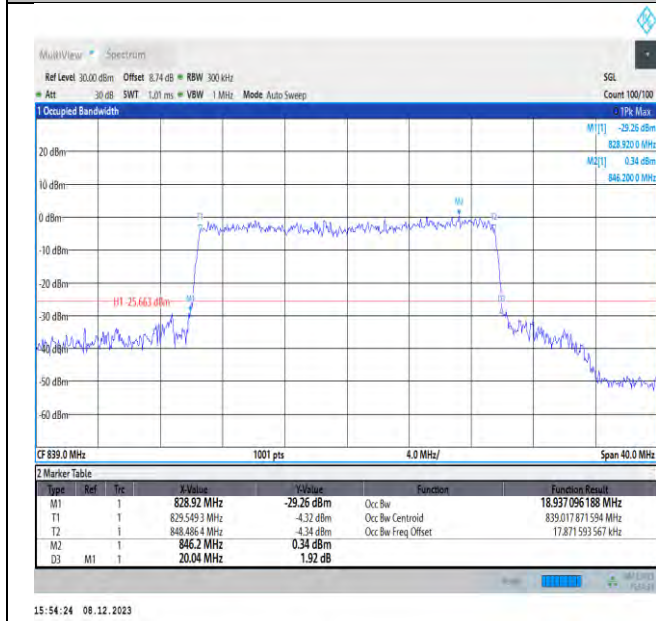 MultiView Spectrum
Ref Level 30.00 dBm Offset 8.74 dB RBW 300 kHz SGL
Att 30 dB SWT 1.01 ms VBW 1 MHz Mode Auto Sweep Count 100/100
1 Occupied Bandwidth 1Pk Max
M1[1] -29.26 dBm
828.920 0 MHz
M2[1] 0.34 dBm
846.200 0 MHz
20 dBm
10 dBm
0 dBm
-10 dBm
-20 dBm
-30 dBm
-40 dBm
-50 dBm
-60 dBm
T1
M2
T2
H1 -25.663 dBm
M1
D3
CF 839.0 MHz 1001 pts 4.0 MHz/ Span 40.0 MHz
2 Marker Table
Type Ref Trc X-Value Y-Value Function Function Result
M1 1 828.92 MHz -29.26 dBm Occ Bw 18.937 096 188 MHz
T1 1 829.549 3 MHz -4.32 dBm Occ Bw Centroid 839.017 871 594 MHz
T2 1 848.486 4 MHz -4.34 dBm Occ Bw Freq Offset 17.871 593 567 kHz
M2 1 846.2 MHz 0.34 dBm
D3 M1 1 20.04 MHz 1.92 dB
15:54:24 08.12.2023